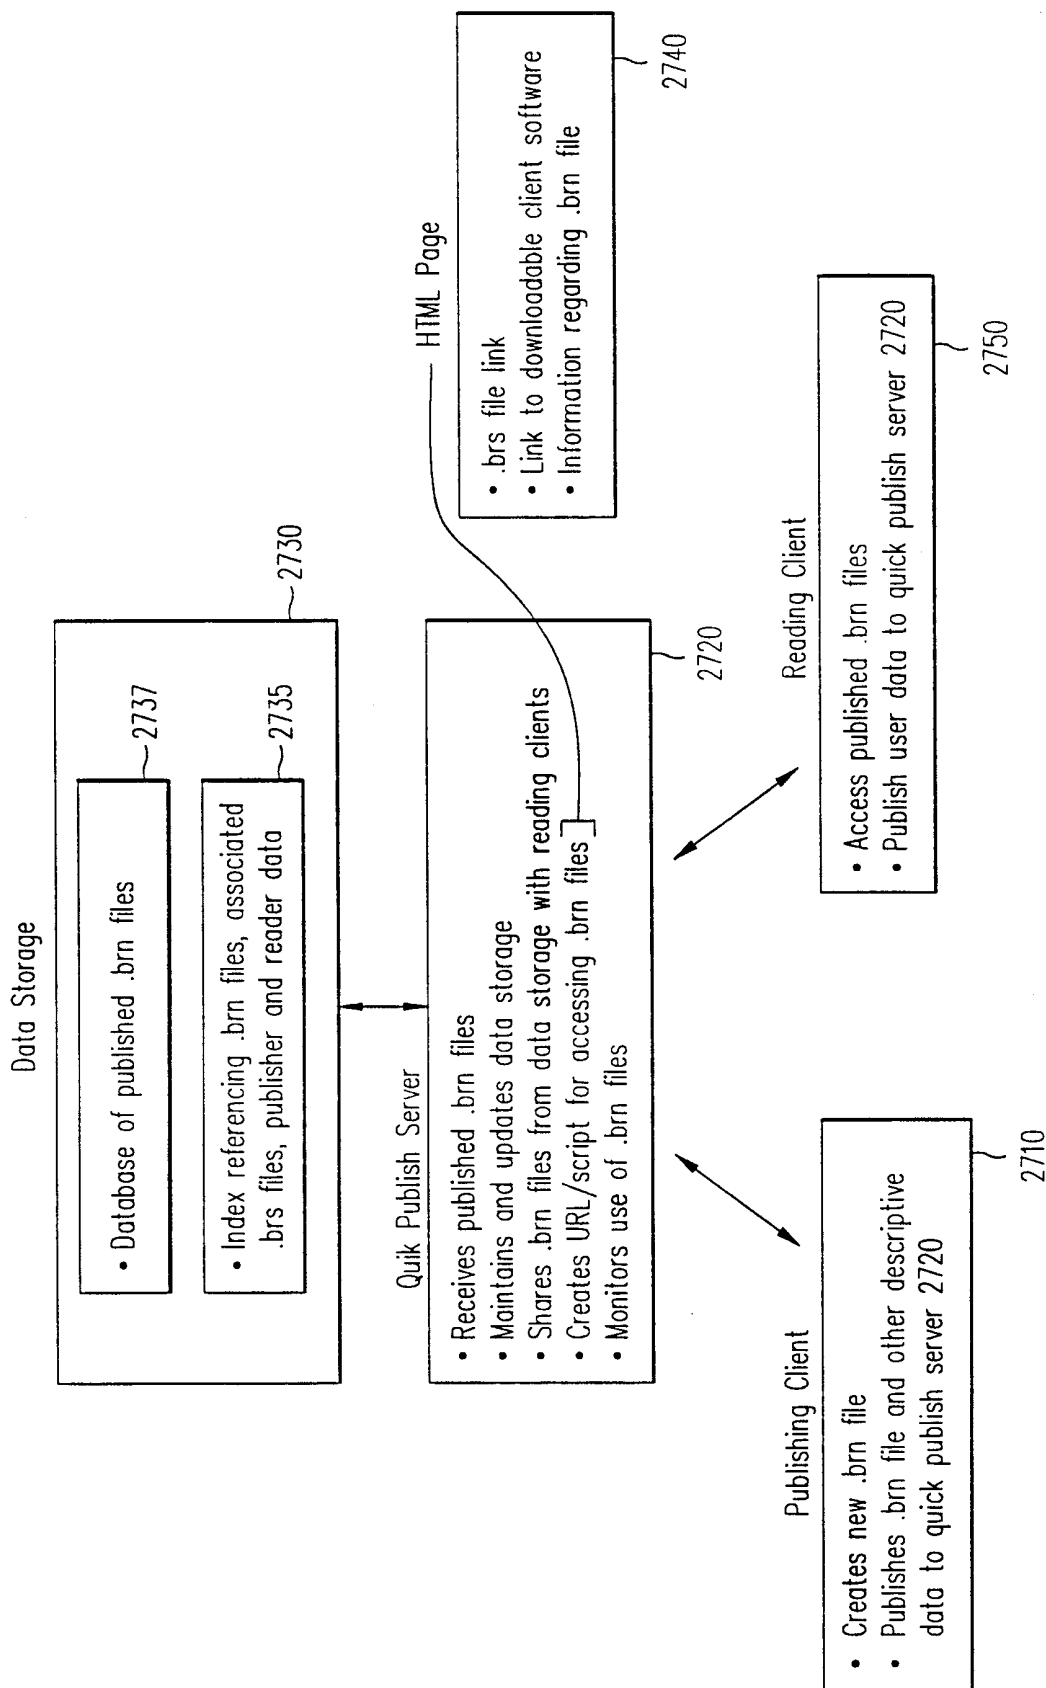 Data Storage
• Database of published .brn files
2737
• Index referencing .brn files, associated
.brs files, publisher and reader data
2735
2730
Quik Publish Server
• Receives published .brn files
• Maintains and updates data storage
• Shares .brn files from data storage with reading clients
• Creates URL/script for accessing .brn files
• Monitors use of .brn files
2720
HTML Page
• .brs file link
• Link to downloadable client software
• Information regarding .brn file
2740
Publishing Client
• Creates new .brn file
• Publishes .brn file and other descriptive
data to quick publish server 2720
2710
Reading Client
• Access published .brn files
• Publish user data to quick publish server 2720
2750